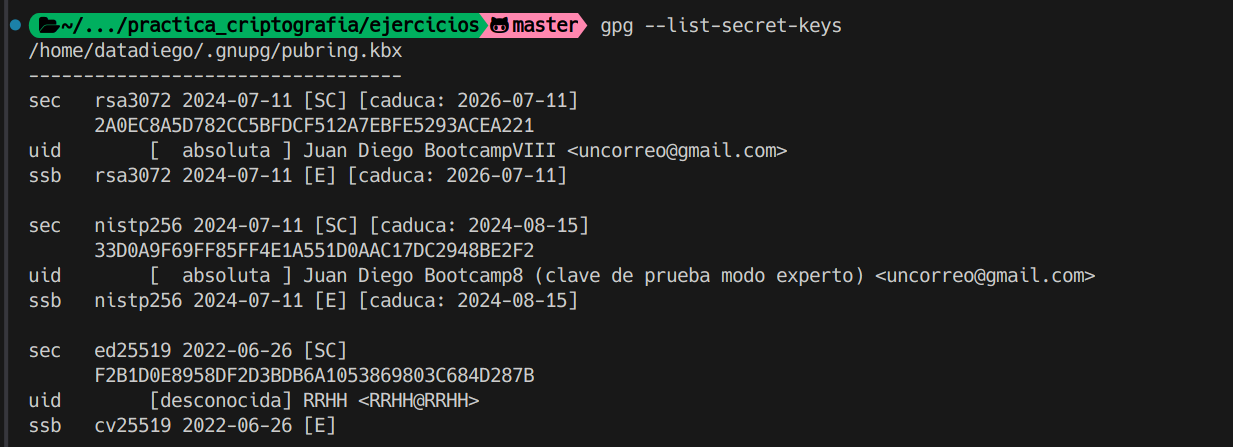 ~/.../practica_criptografia/ejercicios master gpg --list-secret-keys
/home/datadiego/.gnupg/pubring.kbx
----------------------------------
sec   rsa3072 2024-07-11 [SC] [caduca: 2026-07-11]
      2A0EC8A5D782CC5BFDCF512A7EBFE5293ACEA221
uid        [  absoluta ] Juan Diego BootcampVIII <uncorreo@gmail.com>
ssb   rsa3072 2024-07-11 [E] [caduca: 2026-07-11]

sec   nistp256 2024-07-11 [SC] [caduca: 2024-08-15]
      33D0A9F69FF85FF4E1A551D0AAC17DC2948BE2F2
uid        [  absoluta ] Juan Diego Bootcamp8 (clave de prueba modo experto) <uncorreo@gmail.com>
ssb   nistp256 2024-07-11 [E] [caduca: 2024-08-15]

sec   ed25519 2022-06-26 [SC]
      F2B1D0E8958DF2D3BDB6A1053869803C684D287B
uid        [desconocida] RRHH <RRHH@RRHH>
ssb   cv25519 2022-06-26 [E]